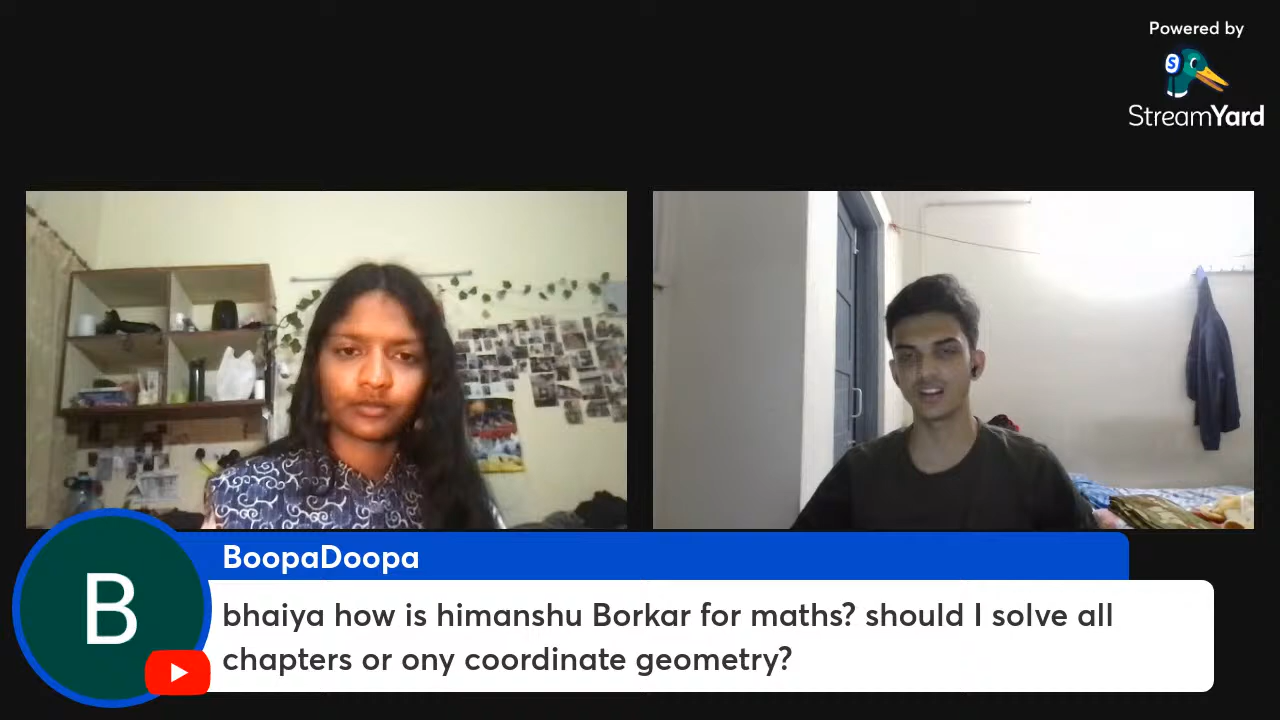 Powered by
S
StreamYard
B
BoopaDoopa
bhaiya how is himanshu Borkar for maths? should I solve all
chapters or ony coordinate geometry?